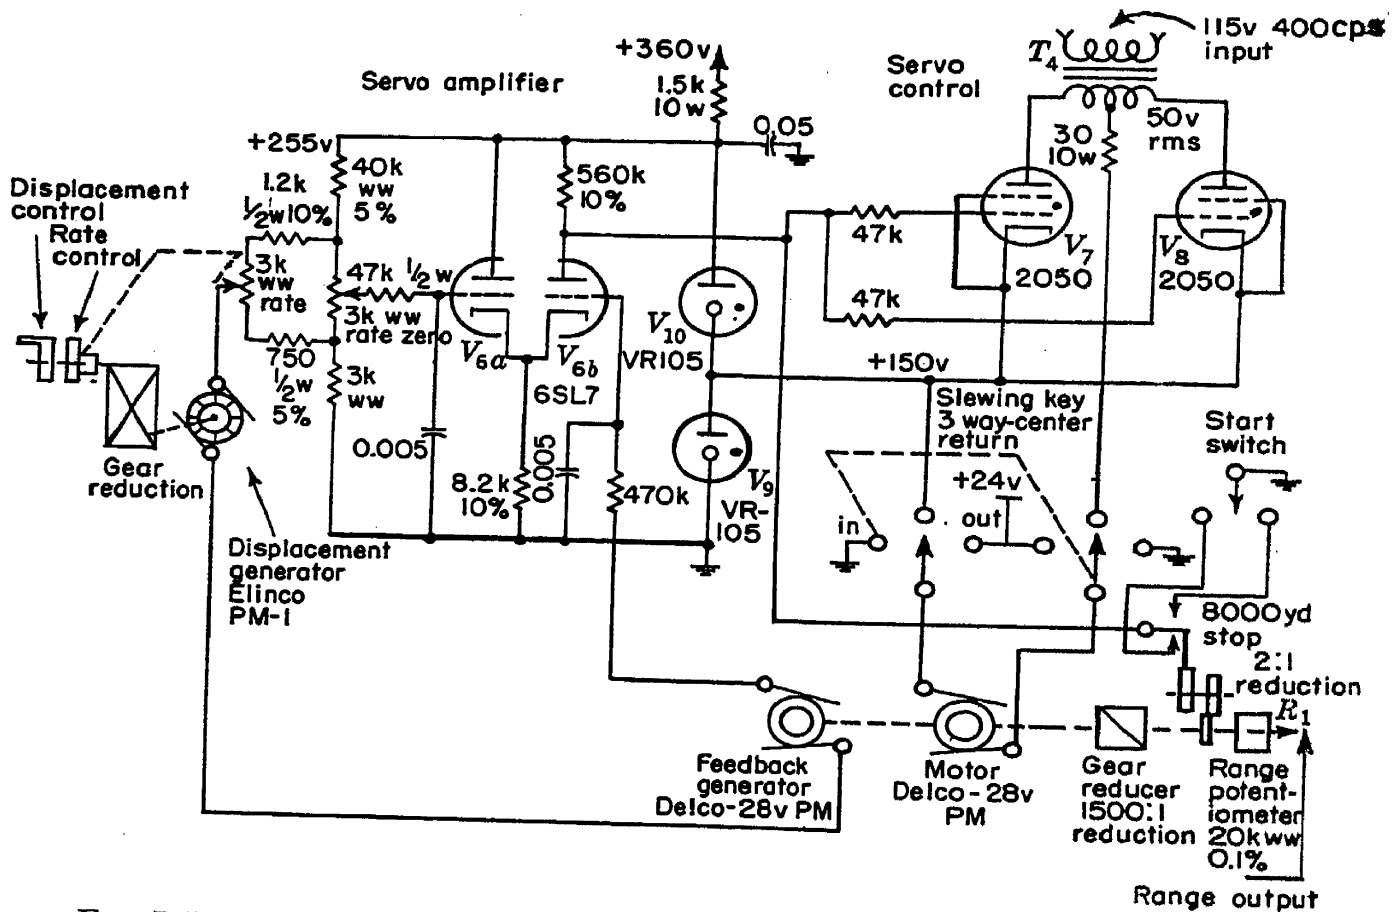 +360v
1.5k
10w
Servo amplifier
Servo
control
T4
115v 400cps
input
50v
rms
30
10w
0.05
+255v
40k
ww
5%
1.2k
½w10%
560k
10%
Displacement
control
Rate
control
3k
ww
rate
47k ½w
3k ww
rate zero
V6a
V6b
6SL7
V10
VR105
47k
47k
V7
2050
V8
2050
+150v
750
½w
5%
3k
ww
0.005
8.2k
10%
0.005
470k
V9
VR-
105
Slewing key
3 way-center
return
+24v
in
out
Start
switch
Gear
reduction
Displacement
generator
Elinco
PM-1
8000yd
stop
2:1
reduction
R1
Feedback
generator
Delco-28v PM
Motor
Delco-28v
PM
Gear
reducer
1500:1
reduction
Range
potent-
iometer
20kww
0.1%
Range output